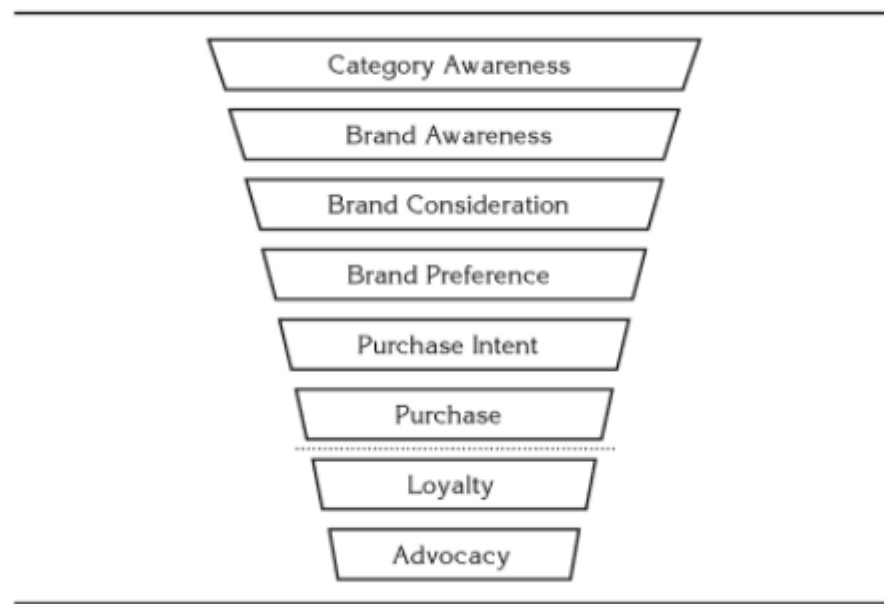 Category Awareness
Brand Awareness
Brand Consideration
Brand Preference
Purchase Intent
Purchase
Loyalty
Advocacy